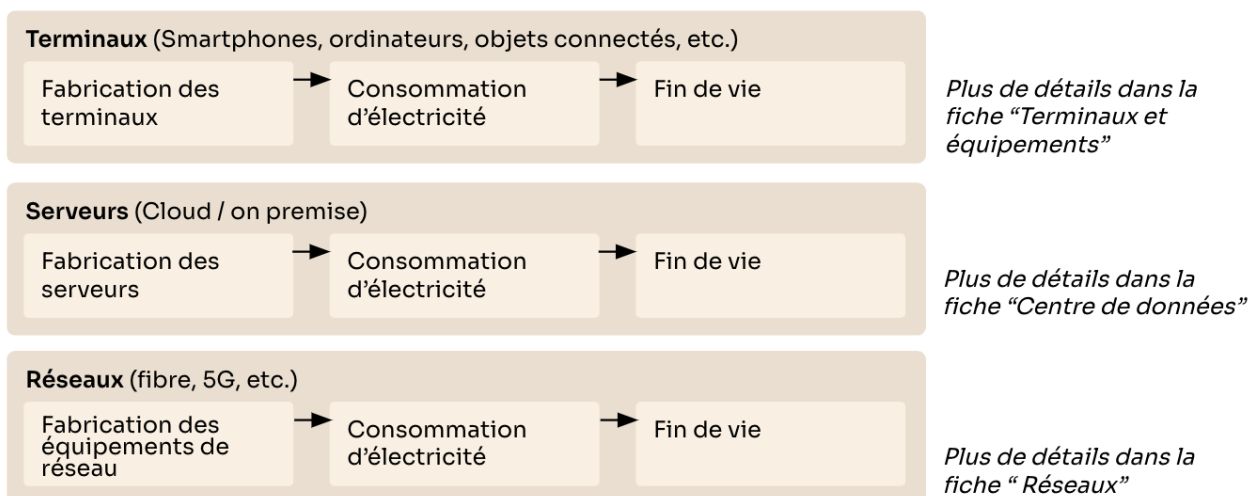 Terminaux (Smartphones, ordinateurs, objets connectés, etc.)
Fabrication des
terminaux
Consommation
d’électricité
Fin de vie
Plus de détails dans la
fiche “Terminaux et
équipements”
Serveurs (Cloud / on premise)
Fabrication des
serveurs
Consommation
d’électricité
Fin de vie
Plus de détails dans la
fiche “Centre de données”
Réseaux (fibre, 5G, etc.)
Fabrication des
équipements de
réseau
Consommation
d’électricité
Fin de vie
Plus de détails dans la
fiche “ Réseaux”